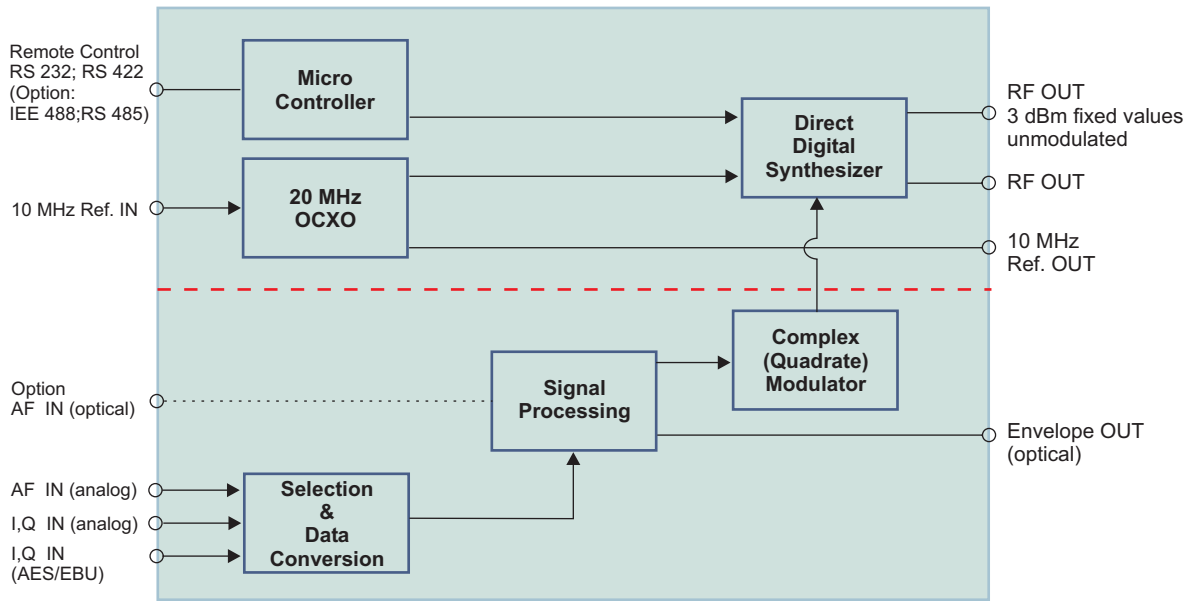 Remote Control
RS 232; RS 422
(Option:
IEE 488;RS 485)
Micro
Controller
Direct
Digital
Synthesizer
RF OUT
3 dBm fixed values
unmodulated
RF OUT
10 MHz Ref. IN
20 MHz
OCXO
10 MHz
Ref. OUT
Complex
(Quadrate)
Modulator
Option
AF IN (optical)
Signal
Processing
Envelope OUT
(optical)
AF IN (analog)
I,Q IN (analog)
I,Q IN
(AES/EBU)
Selection
&
Data
Conversion